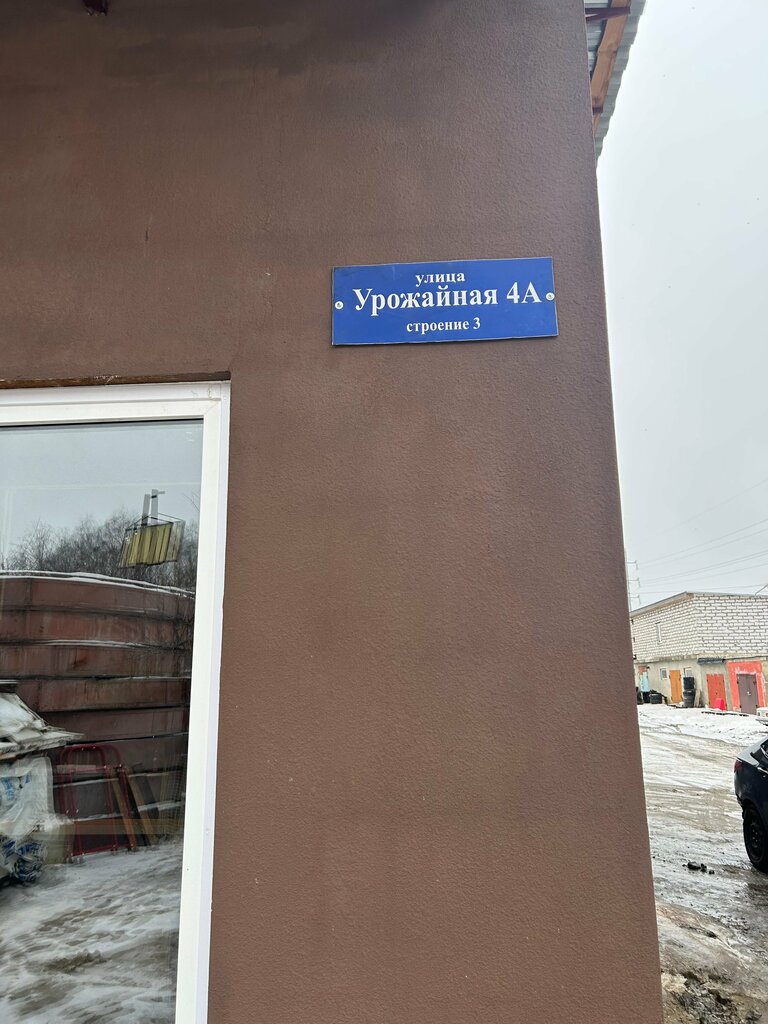 улица
Урожайная 4А
строение 3